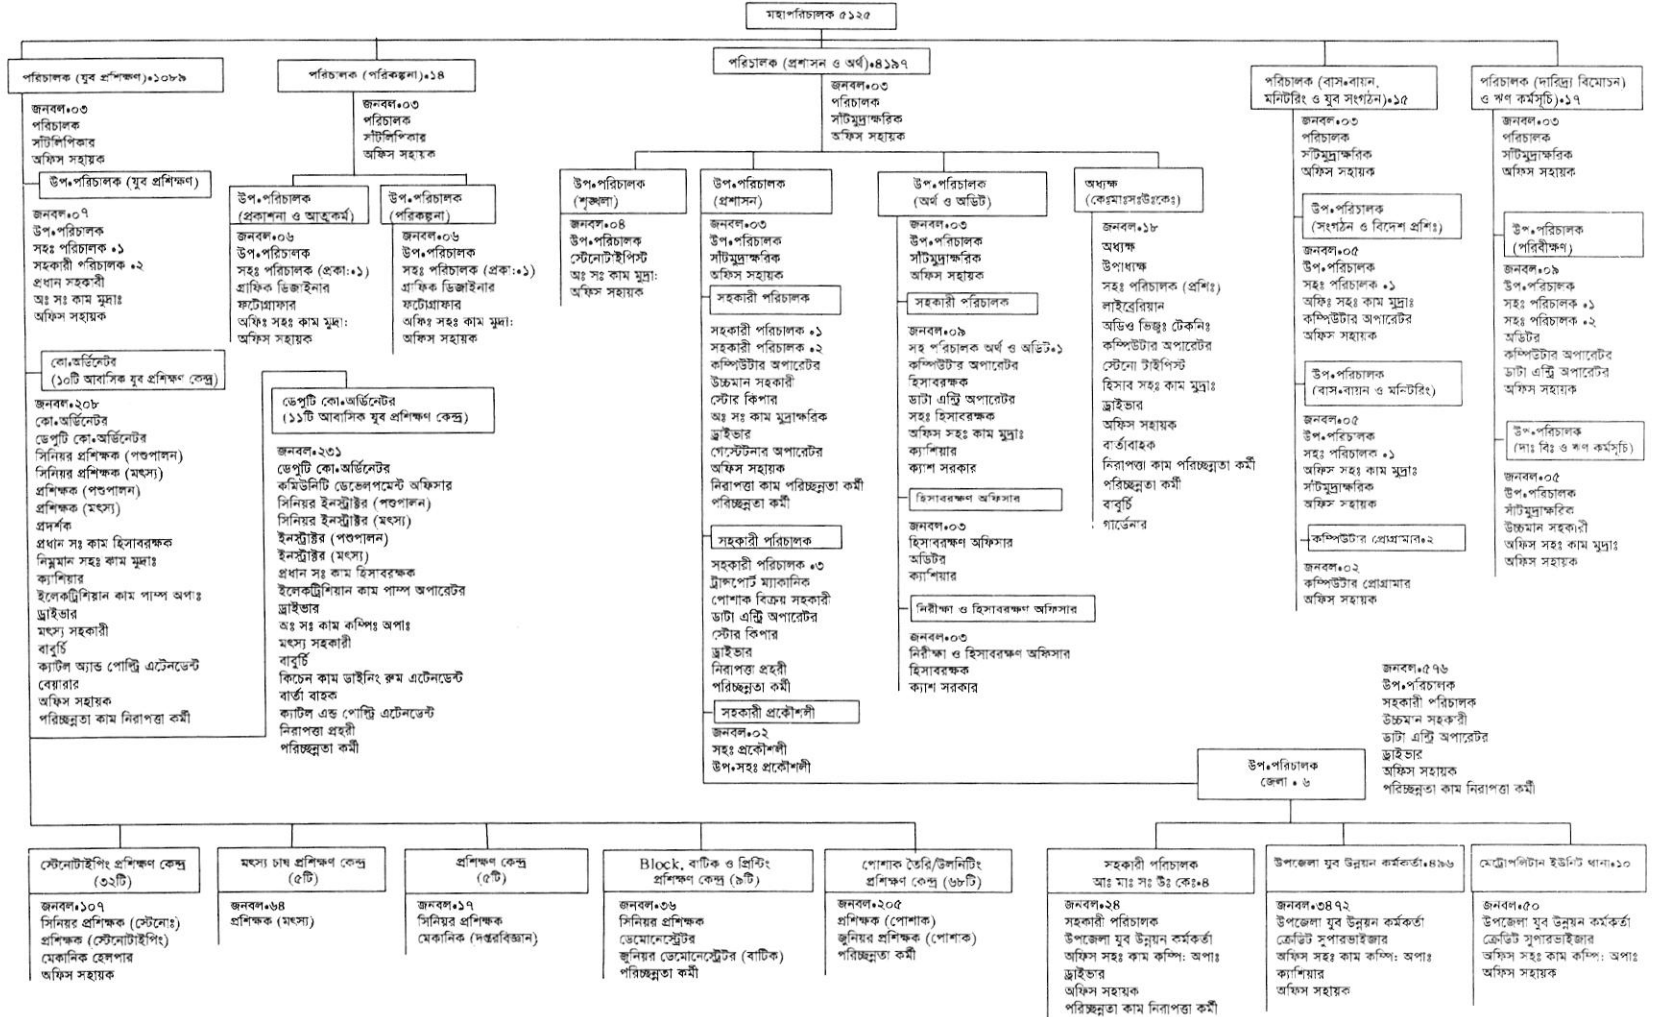 মহাপরিচালক ৫১২৫
পরিচালক (যুব প্রশিক্ষণ)•১০৮৯
জনবল•০৩
পরিচালক
সাঁটলিপিকার
অফিস সহায়ক
উপ•পরিচালক (যুব প্রশিক্ষণ)
জনবল•০৭
উপ•পরিচালক
সহঃ পরিচালক •১
সহকারী পরিচালক •২
প্রধান সহকারী
অঃ সঃ কাম মুদ্রাঃ
অফিস সহায়ক
কো•অর্ডিনেটর
(১০টি আবাসিক যুব প্রশিক্ষণ কেন্দ্র)
জনবল•২০৮
কো•অর্ডিনেটর
ডেপুটি কো•অর্ডিনেটর
সিনিয়র প্রশিক্ষক (পশুপালন)
সিনিয়র প্রশিক্ষক (মৎস্য)
প্রশিক্ষক (পশুপালন)
প্রশিক্ষক (মৎস্য)
প্রদর্শক
প্রধান সঃ কাম হিসাবরক্ষক
নিম্নমান সহঃ কাম মুদ্রাঃ
ক্যাশিয়ার
ইলেকট্রিশিয়ান কাম পাম্প অপাঃ
ড্রাইভার
মৎস্য সহকারী
বাবুর্চি
ক্যাটল অ্যান্ড পোল্ট্রি এটেনডেন্ট
বেয়ারার
অফিস সহায়ক
পরিচ্ছন্নতা কাম নিরাপত্তা কর্মী
ডেপুটি কো•অর্ডিনেটর
(১১টি আবাসিক যুব প্রশিক্ষণ কেন্দ্র)
জনবল•২৩১
ডেপুটি কো•অর্ডিনেটর
কমিউনিটি ডেভেলপমেন্ট অফিসার
সিনিয়র ইনস্ট্রাক্টর (পশুপালন)
সিনিয়র ইনস্ট্রাক্টর (মৎস্য)
ইনস্ট্রাক্টর (পশুপালন)
ইনস্ট্রাক্টর (মৎস্য)
প্রধান সঃ কাম হিসাবরক্ষক
ইলেকট্রিশিয়ান কাম পাম্প অপারেটর
ড্রাইভার
অঃ সঃ কাম কম্পিঃ অপাঃ
মৎস্য সহকারী
বাবুর্চি
কিচেন কাম ডাইনিং রুম এটেনডেন্ট
বার্তা বাহক
ক্যাটল এন্ড পোল্ট্রি এটেনডেন্ট
নিরাপত্তা প্রহরী
পরিচ্ছন্নতা কর্মী
পরিচালক (পরিকল্পনা)•১৪
জনবল•০৩
পরিচালক
সাঁটলিপিকার
অফিস সহায়ক
উপ•পরিচালক
(প্রকাশনা ও আত্মকর্ম)
জনবল•০৬
উপ•পরিচালক
সহঃ পরিচালক (প্রকাঃ•১)
গ্রাফিক ডিজাইনার
ফটোগ্রাফার
অফিঃ সহঃ কাম মুদ্রা:
অফিস সহায়ক
উপ•পরিচালক
(পরিকল্পনা)
জনবল•০৬
উপ•পরিচালক
সহঃ পরিচালক (প্রকা:•১)
গ্রাফিক ডিজাইনার
ফটোগ্রাফার
অফিঃ সহঃ কাম মুদ্রা:
অফিস সহায়ক
পরিচালক (প্রশাসন ও অর্থ)•৪১৯৭
জনবল•০৩
পরিচালক
সাঁটমুদ্রাক্ষরিক
অফিস সহায়ক
উপ•পরিচালক
(শৃঙ্খলা)
জনবল•০৪
উপ•পরিচালক
স্টেনোটাইপিস্ট
অঃ সঃ কাম মুদ্রা:
অফিস সহায়ক
উপ•পরিচালক
(প্রশাসন)
জনবল•০৩
উপ•পরিচালক
সাঁটমুদ্রাক্ষরিক
অফিস সহায়ক
সহকারী পরিচালক
সহকারী পরিচালক •১
সহকারী পরিচালক •২
কম্পিউটার অপারেটর
উচ্চমান সহকারী
স্টোর কিপার
অঃ সঃ কাম মুদ্রাক্ষরিক
ড্রাইভার
গেস্টেটনার অপারেটর
অফিস সহায়ক
নিরাপত্তা কাম পরিচ্ছন্নতা কর্মী
পরিচ্ছন্নতা কর্মী
সহকারী পরিচালক
সহকারী পরিচালক •৩
ট্রান্সপোর্ট ম্যাকানিক
পোশাক বিক্রয় সহকারী
ডাটা এন্ট্রি অপারেটর
স্টোর কিপার
ড্রাইভার
নিরাপত্তা প্রহরী
পরিচ্ছন্নতা কর্মী
সহকারী প্রকৌশলী
জনবল•০২
সহঃ প্রকৌশলী
উপ•সহঃ প্রকৌশলী
উপ•পরিচালক
(অর্থ ও অডিট)
জনবল•০৩
উপ•পরিচালক
সাঁটমুদ্রাক্ষরিক
অফিস সহায়ক
সহকারী পরিচালক
জনবল•০৯
সহ পরিচালক অর্থ ও অডিট•১
কম্পিউটার অপারেটর
হিসাবরক্ষক
ডাটা এন্ট্রি অপারেটর
সহঃ হিসাবরক্ষক
অফিস সহঃ কাম মুদ্রাঃ
ক্যাশিয়ার
ক্যাশ সরকার
হিসাবরক্ষণ অফিসার
জনবল•০৩
হিসাবরক্ষণ অফিসার
অডিটর
ক্যাশিয়ার
নিরীক্ষা ও হিসাবরক্ষণ অফিসার
জনবল•০৩
নিরীক্ষা ও হিসাবরক্ষণ অফিসার
হিসাবরক্ষক
ক্যাশ সরকার
অধ্যক্ষ
(কেঃমাঃসঃউঃকেঃ)
জনবল•১৮
অধ্যক্ষ
উপাধ্যক্ষ
সহঃ পরিচালক (প্রশিঃ)
লাইব্রেরিয়ান
অডিও ভিজুঃ টেকনিঃ
কম্পিউটার অপারেটর
স্টেনো টাইপিস্ট
হিসাব সহঃ কাম মুদ্রাঃ
ড্রাইভার
অফিস সহায়ক
বার্তাবাহক
নিরাপত্তা কাম পরিচ্ছন্নতা কর্মী
পরিচ্ছন্নতা কর্মী
বাবুর্চি
গার্ডেনার
পরিচালক (বাস•বায়ন,
মনিটরিং ও যুব সংগঠন)•১৫
জনবল•০৩
পরিচালক
সাঁটমুদ্রাক্ষরিক
অফিস সহায়ক
উপ•পরিচালক
(সংগঠন ও বিদেশ প্রশিঃ)
জনবল•০৫
উপ•পরিচালক
সহঃ পরিচালক •১
অফিঃ সহঃ কাম মুদ্রাঃ
কম্পিউটার অপারেটর
অফিস সহায়ক
উপ•পরিচালক
(বাস•বায়ন ও মনিটরিং)
জনবল•০৫
উপ•পরিচালক
সহঃ পরিচালক •১
অফিস সহঃ কাম মুদ্রাঃ
সাঁটমুদ্রাক্ষরিক
অফিস সহায়ক
কম্পিউটার প্রোগ্রামার•২
জনবল•০২
কম্পিউটার প্রোগ্রামার
অফিস সহায়ক
পরিচালক (দারিদ্র্য বিমোচন)
ও ঋণ কর্মসূচি)•১৭
জনবল•০৩
পরিচালক
সাঁটমুদ্রাক্ষরিক
অফিস সহায়ক
উপ•পরিচালক
(পরিবীক্ষণ)
জনবল•০৯
উপ•পরিচালক
সহঃ পরিচালক •১
সহঃ পরিচালক •২
অডিটর
কম্পিউটার অপারেটর
ডাটা এন্ট্রি অপারেটর
অফিস সহায়ক
উপ•পরিচালক
(দাঃ বিঃ ও ঋণ কর্মসূচি)
জনবল•০৫
উপ•পরিচালক
সাঁটমুদ্রাক্ষরিক
উচ্চমান সহকারী
অফিস সহঃ কাম মুদ্রাঃ
অফিস সহায়ক
উপ•পরিচালক
জেলা • ৬
জনবল•৫৭৬
উপ•পরিচালক
সহকারী পরিচালক
উচ্চমান সহকারী
ডাটা এন্ট্রি অপারেটর
ড্রাইভার
অফিস সহায়ক
পরিচ্ছন্নতা কাম নিরাপত্তা কর্মী
স্টেনোটাইপিং প্রশিক্ষণ কেন্দ্র
(৩২টি)
জনবল•১০৭
সিনিয়র প্রশিক্ষক (স্টেনোঃ)
প্রশিক্ষক (স্টেনোটাইপিং)
মেকানিক হেলপার
অফিস সহায়ক
মৎস্য চাষ প্রশিক্ষণ কেন্দ্র
(৫টি)
জনবল•৬৪
প্রশিক্ষক (মৎস্য)
প্রশিক্ষণ কেন্দ্র
(৫টি)
জনবল•১৭
সিনিয়র প্রশিক্ষক
মেকানিক (দপ্তরবিজ্ঞান)
Block, বাটিক ও প্রিন্টিং
প্রশিক্ষণ কেন্দ্র (৯টি)
জনবল•৩৬
সিনিয়র প্রশিক্ষক
ডেমোনেস্ট্রেটর
জুনিয়র ডেমোনেস্ট্রেটর (বাটিক)
পরিচ্ছন্নতা কর্মী
পোশাক তৈরি/উলনিটিং
প্রশিক্ষণ কেন্দ্র (৬৮টি)
জনবল•২০৫
প্রশিক্ষক (পোশাক)
জুনিয়র প্রশিক্ষক (পোশাক)
পরিচ্ছন্নতা কর্মী
সহকারী পরিচালক
আঃ মাঃ সঃ উঃ কেঃ•৪
জনবল•২৪
সহকারী পরিচালক
উপজেলা যুব উন্নয়ন কর্মকর্তা
অফিস সহঃ কাম কম্পি: অপাঃ
ড্রাইভার
অফিস সহায়ক
পরিচ্ছন্নতা কাম নিরাপত্তা কর্মী
উপজেলা যুব উন্নয়ন কর্মকর্তা•৪৯৬
জনবল•৩৪৭২
উপজেলা যুব উন্নয়ন কর্মকর্তা
ক্রেডিট সুপারভাইজার
অফিস সহঃ কাম কম্পি: অপাঃ
ক্যাশিয়ার
অফিস সহায়ক
মেট্রোপলিটান ইউনিট থানা•১০
জনবল•৫০
উপজেলা যুব উন্নয়ন কর্মকর্তা
ক্রেডিট সুপারভাইজার
অফিস সহঃ কাম কম্পি: অপাঃ
অফিস সহায়ক